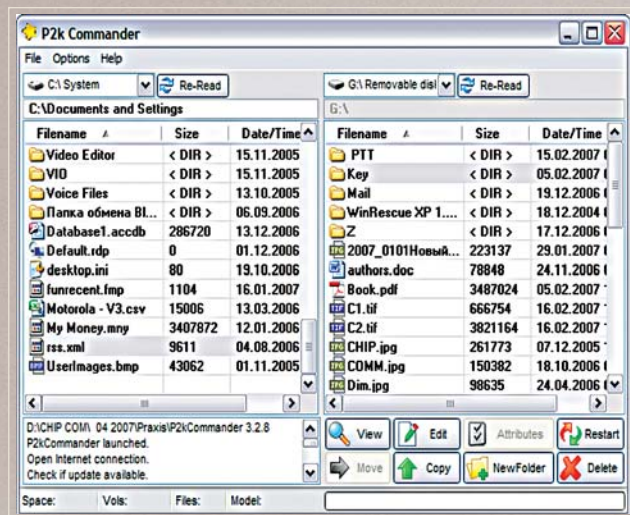 P2k Commander
File Options Help
C:\ System Re-Read
C:\Documents and Settings
Filename Size Date/Time
Video Editor < DIR > 15.11.2005
VIO < DIR > 15.11.2005
Voice Files < DIR > 13.10.2005
Папка обмена Bl... < DIR > 06.09.2006
Database1.accdb 286720 13.12.2006
Default.rdp 0 01.12.2006
desktop.ini 80 19.10.2006
funrecent.fmp 1104 16.01.2007
Motorola - V3.csv 15006 13.03.2006
My Money.mny 3407872 12.01.2006
rss.xml 9611 04.08.2006
UserImages.bmp 43062 01.11.2005
G:\ Removable disl Re-Read
G:\
Filename Size Date/Time
PTT < DIR > 15.02.2007
Key < DIR > 05.02.2007
Mail < DIR > 19.12.2006
WinRescue XP 1.... < DIR > 18.12.2004
Z < DIR > 17.12.2006
2007_0101Новый... 223137 29.01.2007
authors.doc 78848 24.11.2006
Book.pdf 3487024 05.02.2007
C1.tif 666754 16.02.2007
C2.tif 3821164 16.02.2007
CHIP.jpg 261773 07.12.2005
COMM.jpg 150382 18.10.2006
Dim.jpg 98635 24.04.2006
D:\CHIP COM\ 04 2007\Praxis\P2kCommander 3.2.8
P2kCommander launched.
Open Internet connection.
Check if update available.
View Edit Attributes Restart
Move Copy NewFolder Delete
Space: Vols: Files: Model: